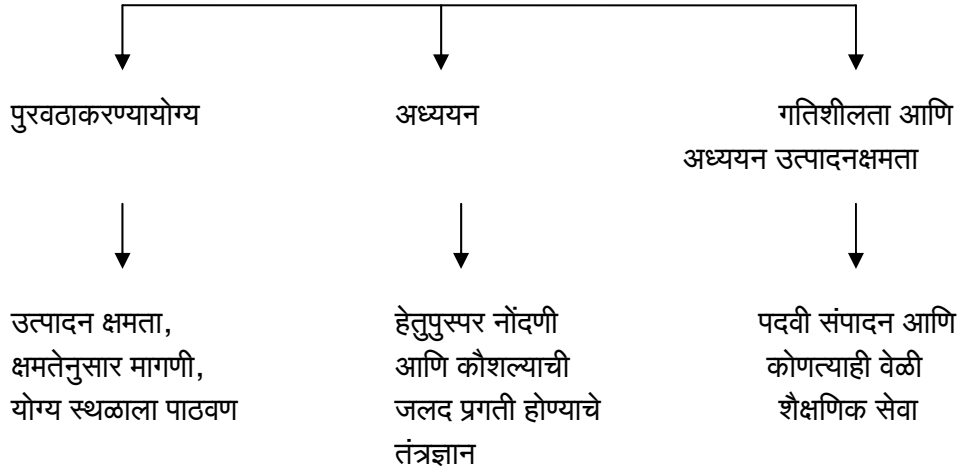 पुरवठाकरण्यायोग्य
अध्ययन
गतिशीलता आणि
अध्ययन उत्पादनक्षमता
उत्पादन क्षमता,
क्षमतेनुसार मागणी,
योग्य स्थळाला पाठवण
हेतुपुस्पर नोंदणी
आणि कौशल्याची
जलद प्रगती होण्याचे
तंत्रज्ञान
पदवी संपादन आणि
कोणत्याही वेळी
शैक्षणिक सेवा